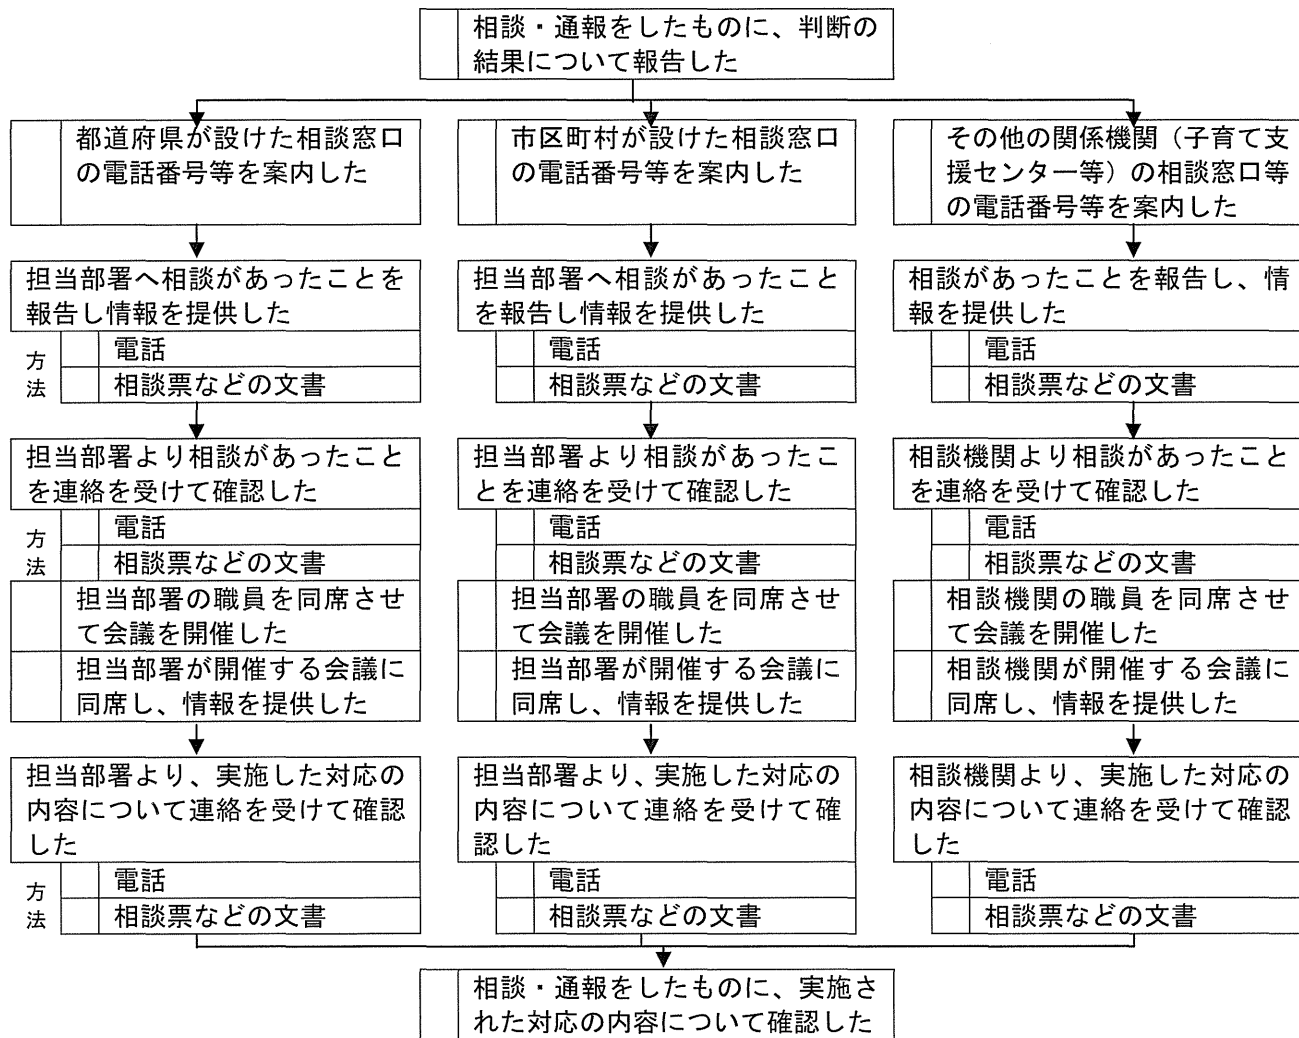 相談・通報をしたものに、判断の
結果について報告した
都道府県が設けた相談窓口
の電話番号等を案内した
市区町村が設けた相談窓口
の電話番号等を案内した
その他の関係機関（子育て支
援センター等）の相談窓口等
の電話番号等を案内した
担当部署へ相談があったことを
報告し情報を提供した
方法
電話
相談票などの文書
担当部署へ相談があったこと
を報告し情報を提供した
電話
相談票などの文書
相談があったことを報告し、情
報を提供した
電話
相談票などの文書
担当部署より相談があったこと
を連絡を受けて確認した
方法
電話
相談票などの文書
担当部署の職員を同席させ
て会議を開催した
担当部署が開催する会議に
同席し、情報を提供した
担当部署より相談があったこ
とを連絡を受けて確認した
電話
相談票などの文書
担当部署の職員を同席させ
て会議を開催した
担当部署が開催する会議に
同席し、情報を提供した
相談機関より相談があったこと
を連絡を受けて確認した
電話
相談票などの文書
相談機関の職員を同席させ
て会議を開催した
相談機関が開催する会議に
同席し、情報を提供した
担当部署より、実施した対応の
内容について連絡を受けて確認
した
方法
電話
相談票などの文書
担当部署より、実施した対応の
内容について連絡を受けて確
認した
電話
相談票などの文書
相談機関より、実施した対応の
内容について連絡を受けて確認
した
電話
相談票などの文書
相談・通報をしたものに、実施さ
れた対応の内容について確認した